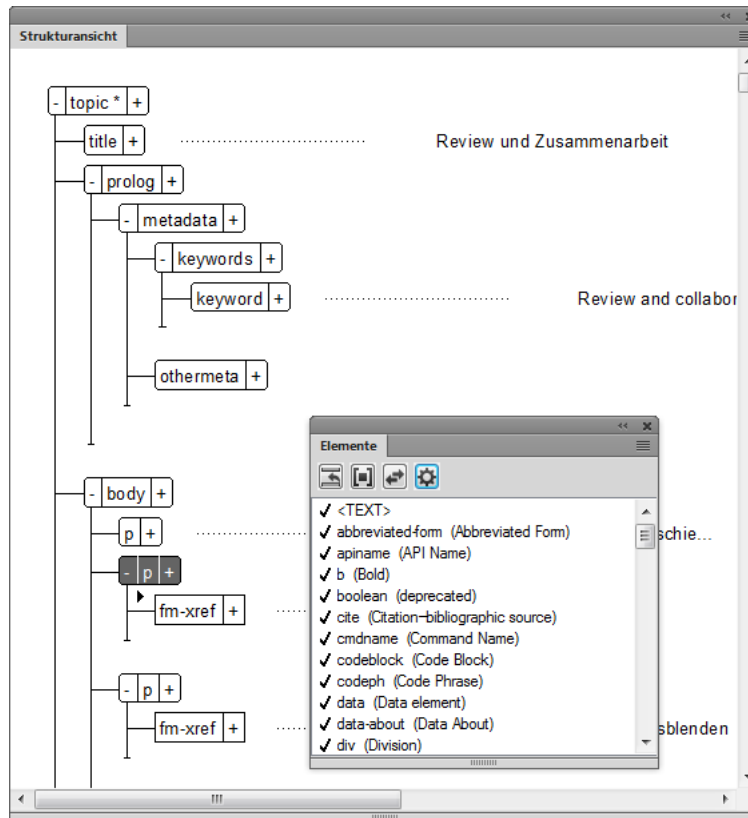 Strukturansicht
- topic * +
title + Review und Zusammenarbeit
- prolog +
- metadata +
- keywords +
keyword + Review and collabor
othermeta +
- body +
p + schie...
- p +
fm-xref +
- p +
fm-xref + sblenden
Elemente
<TEXT>
abbreviated-form (Abbreviated Form)
apiname (API Name)
b (Bold)
boolean (deprecated)
cite (Citation-bibliographic source)
cmdname (Command Name)
codeblock (Code Block)
codeph (Code Phrase)
data (Data element)
data-about (Data About)
div (Division)